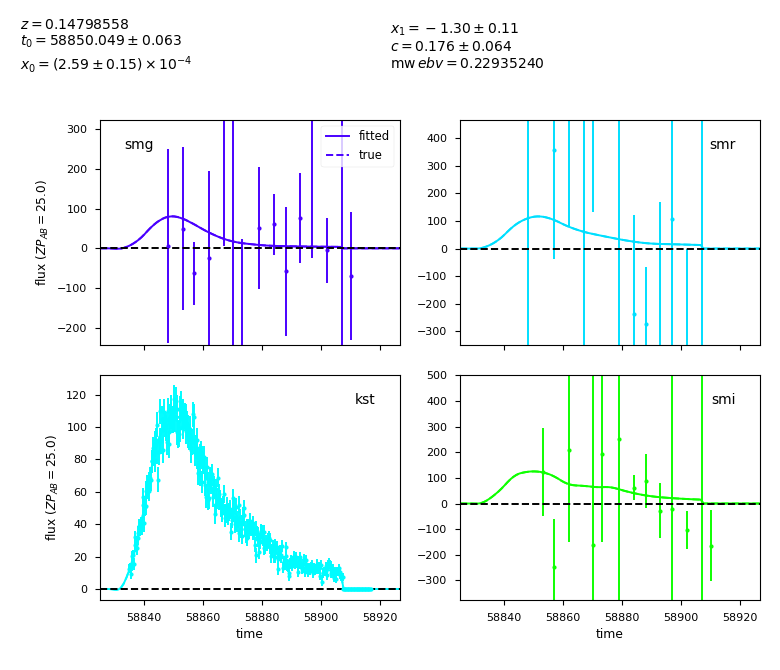 z = 0.14798558
t₀ = 58850.049 ± 0.063
x₀ = (2.59 ± 0.15) × 10⁻⁴
x₁ = −1.30 ± 0.11
c = 0.176 ± 0.064
mw ebv = 0.22935240
smg
fitted
true
300
200
100
0
−100
−200
flux (ZP_AB = 25.0)
smr
400
300
200
100
0
−100
−200
−300
kst
120
100
80
60
40
20
0
flux (ZP_AB = 25.0)
58840 58860 58880 58900 58920
time
smi
500
400
300
200
100
0
−100
−200
−300
58840 58860 58880 58900 58920
time